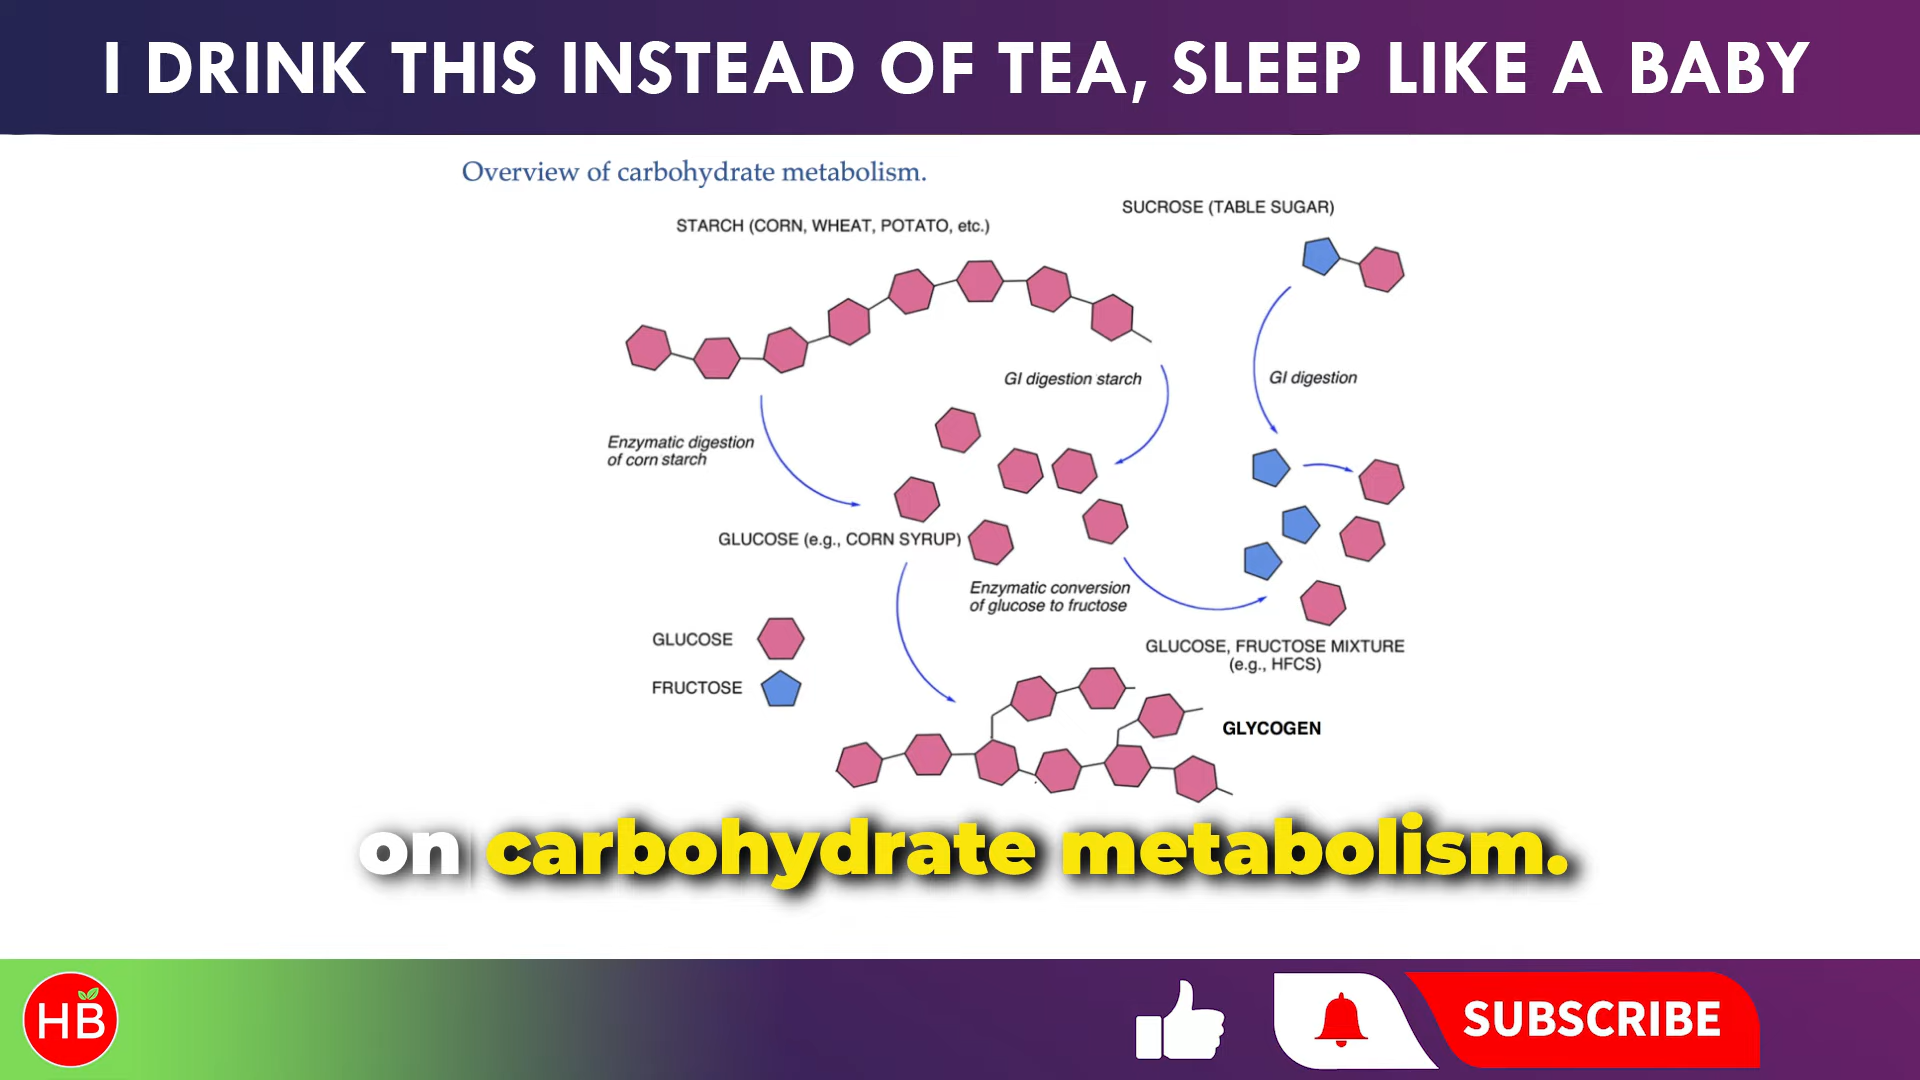 I DRINK THIS INSTEAD OF TEA, SLEEP LIKE A BABY
Overview of carbohydrate metabolism.
SUCROSE (TABLE SUGAR)
STARCH (CORN, WHEAT, POTATO, etc.)
GI digestion starch
GI digestion
Enzymatic digestion
of corn starch
GLUCOSE (e.g., CORN SYRUP)
Enzymatic conversion
of glucose to fructose
GLUCOSE
FRUCTOSE
GLUCOSE, FRUCTOSE MIXTURE
(e.g., HFCS)
GLYCOGEN
on carbohydrate metabolism.
HB
SUBSCRIBE